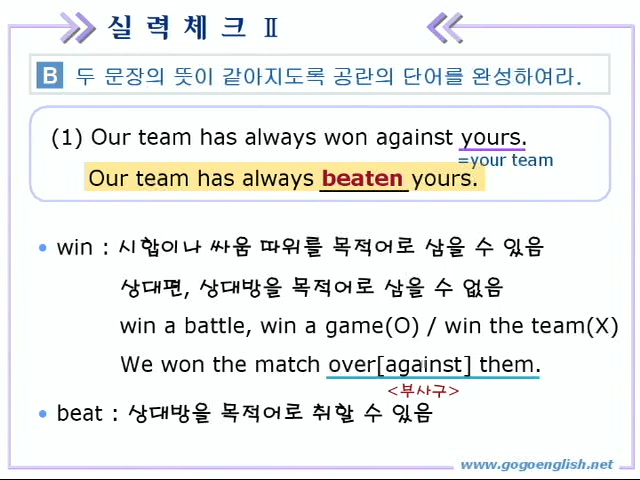 실 력 체 크 Ⅱ
B 두 문장의 뜻이 같아지도록 공란의 단어를 완성하여라.
(1) Our team has always won against yours.
=your team
Our team has always beaten yours.
• win : 시합이나 싸움 따위를 목적어로 삼을 수 있음
상대편, 상대방을 목적어로 삼을 수 없음
win a battle, win a game(O) / win the team(X)
We won the match over[against] them.
<부사구>
• beat : 상대방을 목적어로 취할 수 있음
www.gogoenglish.net